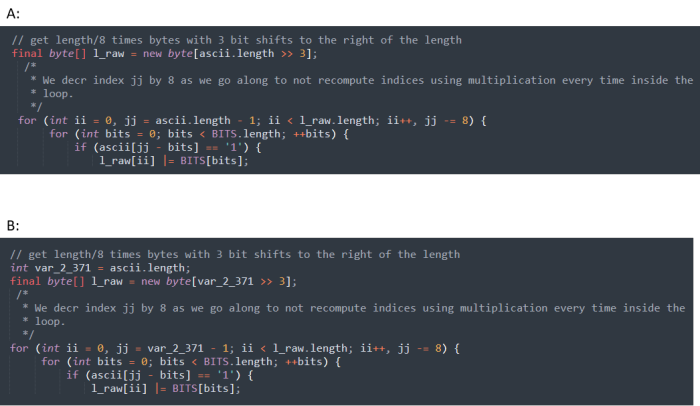 A:
// get length/8 times bytes with 3 bit shifts to the right of the length
final byte[] l_raw = new byte[ascii.length >> 3];
/*
* We decr index jj by 8 as we go along to not recompute indices using multiplication every time inside the
* loop.
*/
for (int ii = 0, jj = ascii.length - 1; ii < l_raw.length; ii++, jj -= 8) {
for (int bits = 0; bits < BITS.length; ++bits) {
if (ascii[jj - bits] == '1') {
l_raw[ii] |= BITS[bits];
B:
// get length/8 times bytes with 3 bit shifts to the right of the length
int var_2_371 = ascii.length;
final byte[] l_raw = new byte[var_2_371 >> 3];
/*
* We decr index jj by 8 as we go along to not recompute indices using multiplication every time inside the
* loop.
*/
for (int ii = 0, jj = var_2_371 - 1; ii < l_raw.length; ii++, jj -= 8) {
for (int bits = 0; bits < BITS.length; ++bits) {
if (ascii[jj - bits] == '1') {
l_raw[ii] |= BITS[bits];